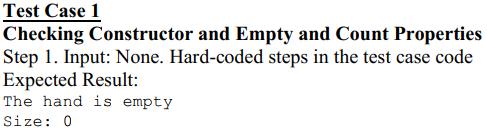 Test Case 1
Checking Constructor and Empty and Count Properties
Step 1. Input: None. Hard-coded steps in the test case code
Expected Result:
The hand is empty
Size: 0